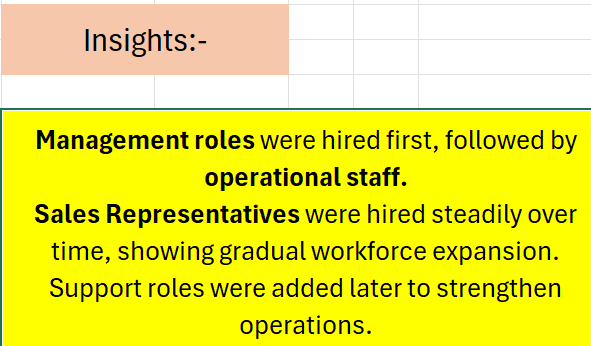 Insights:-
Management roles were hired first, followed by
operational staff.
Sales Representatives were hired steadily over
time, showing gradual workforce expansion.
Support roles were added later to strengthen
operations.